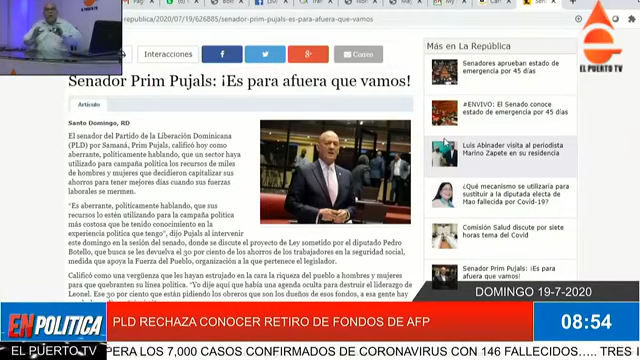 republica/2020/07/19/626885/senador-prim-pujals-es-para-afuera-que-vamos
Interacciones
Correo
Senador Prim Pujals: ¡Es para afuera que vamos!
Artículo
Santo Domingo, RD
El senador del Partido de la Liberación Dominicana
(PLD) por Samaná, Prim Pujals, calificó hoy como
aberrante, políticamente hablando, que un sector haya
utilizado para campaña política los recursos de miles
de hombres y mujeres que decidieron capitalizar sus
ahorros para tener mejores días cuando sus fuerzas
laborales se mermen.
"Es aberrante, políticamente hablando, que sus
recursos lo estén utilizando para la campaña política
más costosa que he tenido conocimiento en la
experiencia política que tengo", dijo Pujals al intervenir
este domingo en la sesión del senado, donde se discute el proyecto de Ley sometido por el diputado Pedro
Botello, que busca se les devuelva el 30 por ciento de los ahorros de los trabajadores en la seguridad social,
medida que apoya la Fuerza del Pueblo, organización a la que pertenece el legislador.
Calificó como una vergüenza que les hayan estrujado en la cara la riqueza del pueblo a hombres y mujeres
para que quebranten su línea política. "Yo dije aquí que había una agenda oculta para destruir el liderazgo de
Leonel. Ese 30 por ciento que están pidiendo los obreros que son los dueños de esos fondos, a esa gente hay
Más en La República
Senadores aprueban estado de
emergencia por 45 días
#ENVIVO: El Senado conoce
estado de emergencia por 45 días
Luis Abinader visita al periodista
Marino Zapete en su residencia
¿Qué mecanismo se utilizaría para
sustituir a la diputada electa de
Mao fallecida por Covid-19?
Comisión Salud discute por siete
horas tema del Covid
Senador Prim Pujals: ¡Es para
afuera que vamos!
EL PUERTO TV
DOMINGO 19-7-2020
EN POLITICA
PLD RECHAZA CONOCER RETIRO DE FONDOS DE AFP
08:54
EL PUERTO TV
PERA LOS 7,000 CASOS CONFIRMADOS DE CORONAVIRUS CON 146 FALLECIDOS.... TRES